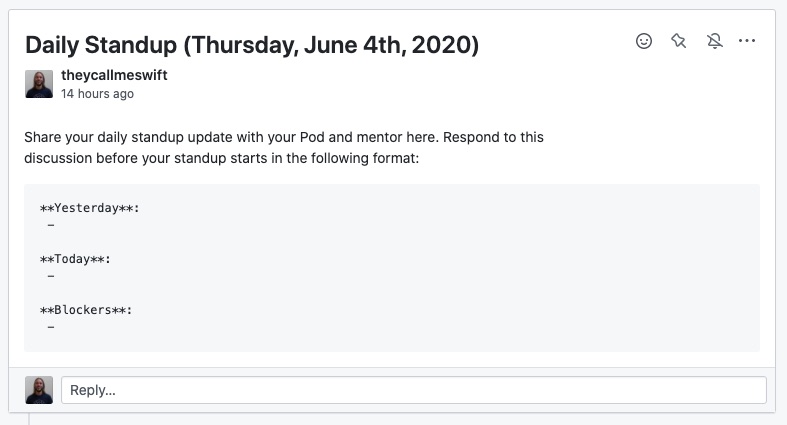 Daily Standup (Thursday, June 4th, 2020)
theycallmeswift
14 hours ago
Share your daily standup update with your Pod and mentor here. Respond to this
discussion before your standup starts in the following format:
**Yesterday**:
-
**Today**:
-
**Blockers**:
-
Reply...